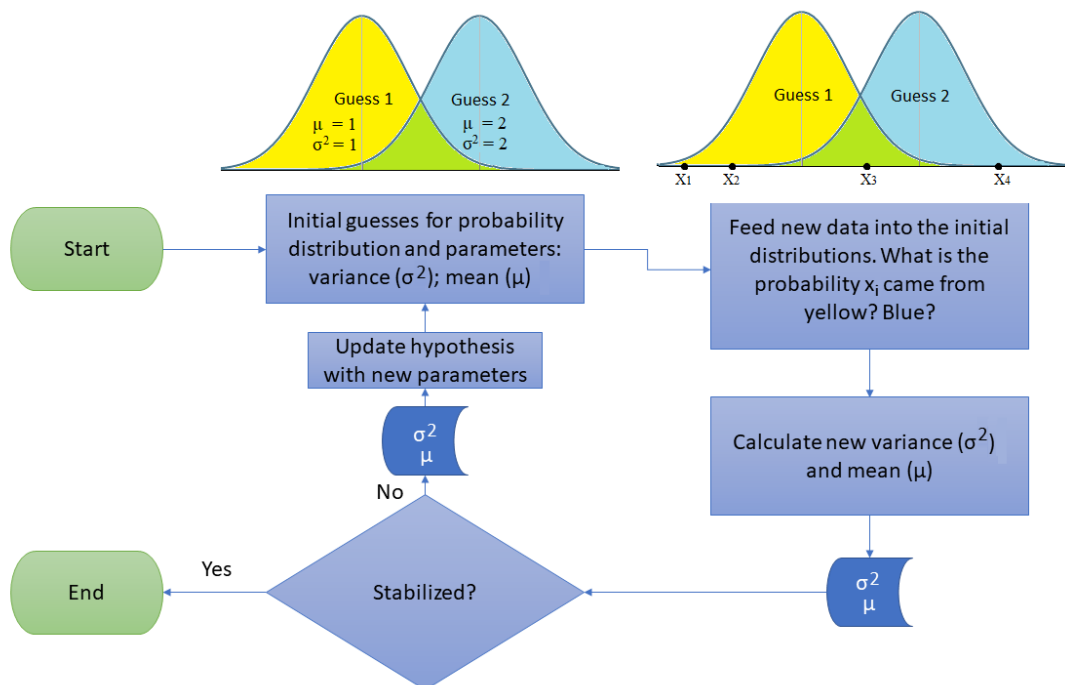 Guess 1
μ = 1
σ² = 1
Guess 2
μ = 2
σ² = 2
Guess 1
Guess 2
X₁
X₂
X₃
X₄
Start
Initial guesses for probability
distribution and parameters:
variance (σ²); mean (μ)
Feed new data into the initial
distributions. What is the
probability xᵢ came from
yellow? Blue?
Update hypothesis
with new parameters
σ²
μ
No
Calculate new variance (σ²)
and mean (μ)
σ²
μ
Stabilized?
Yes
End